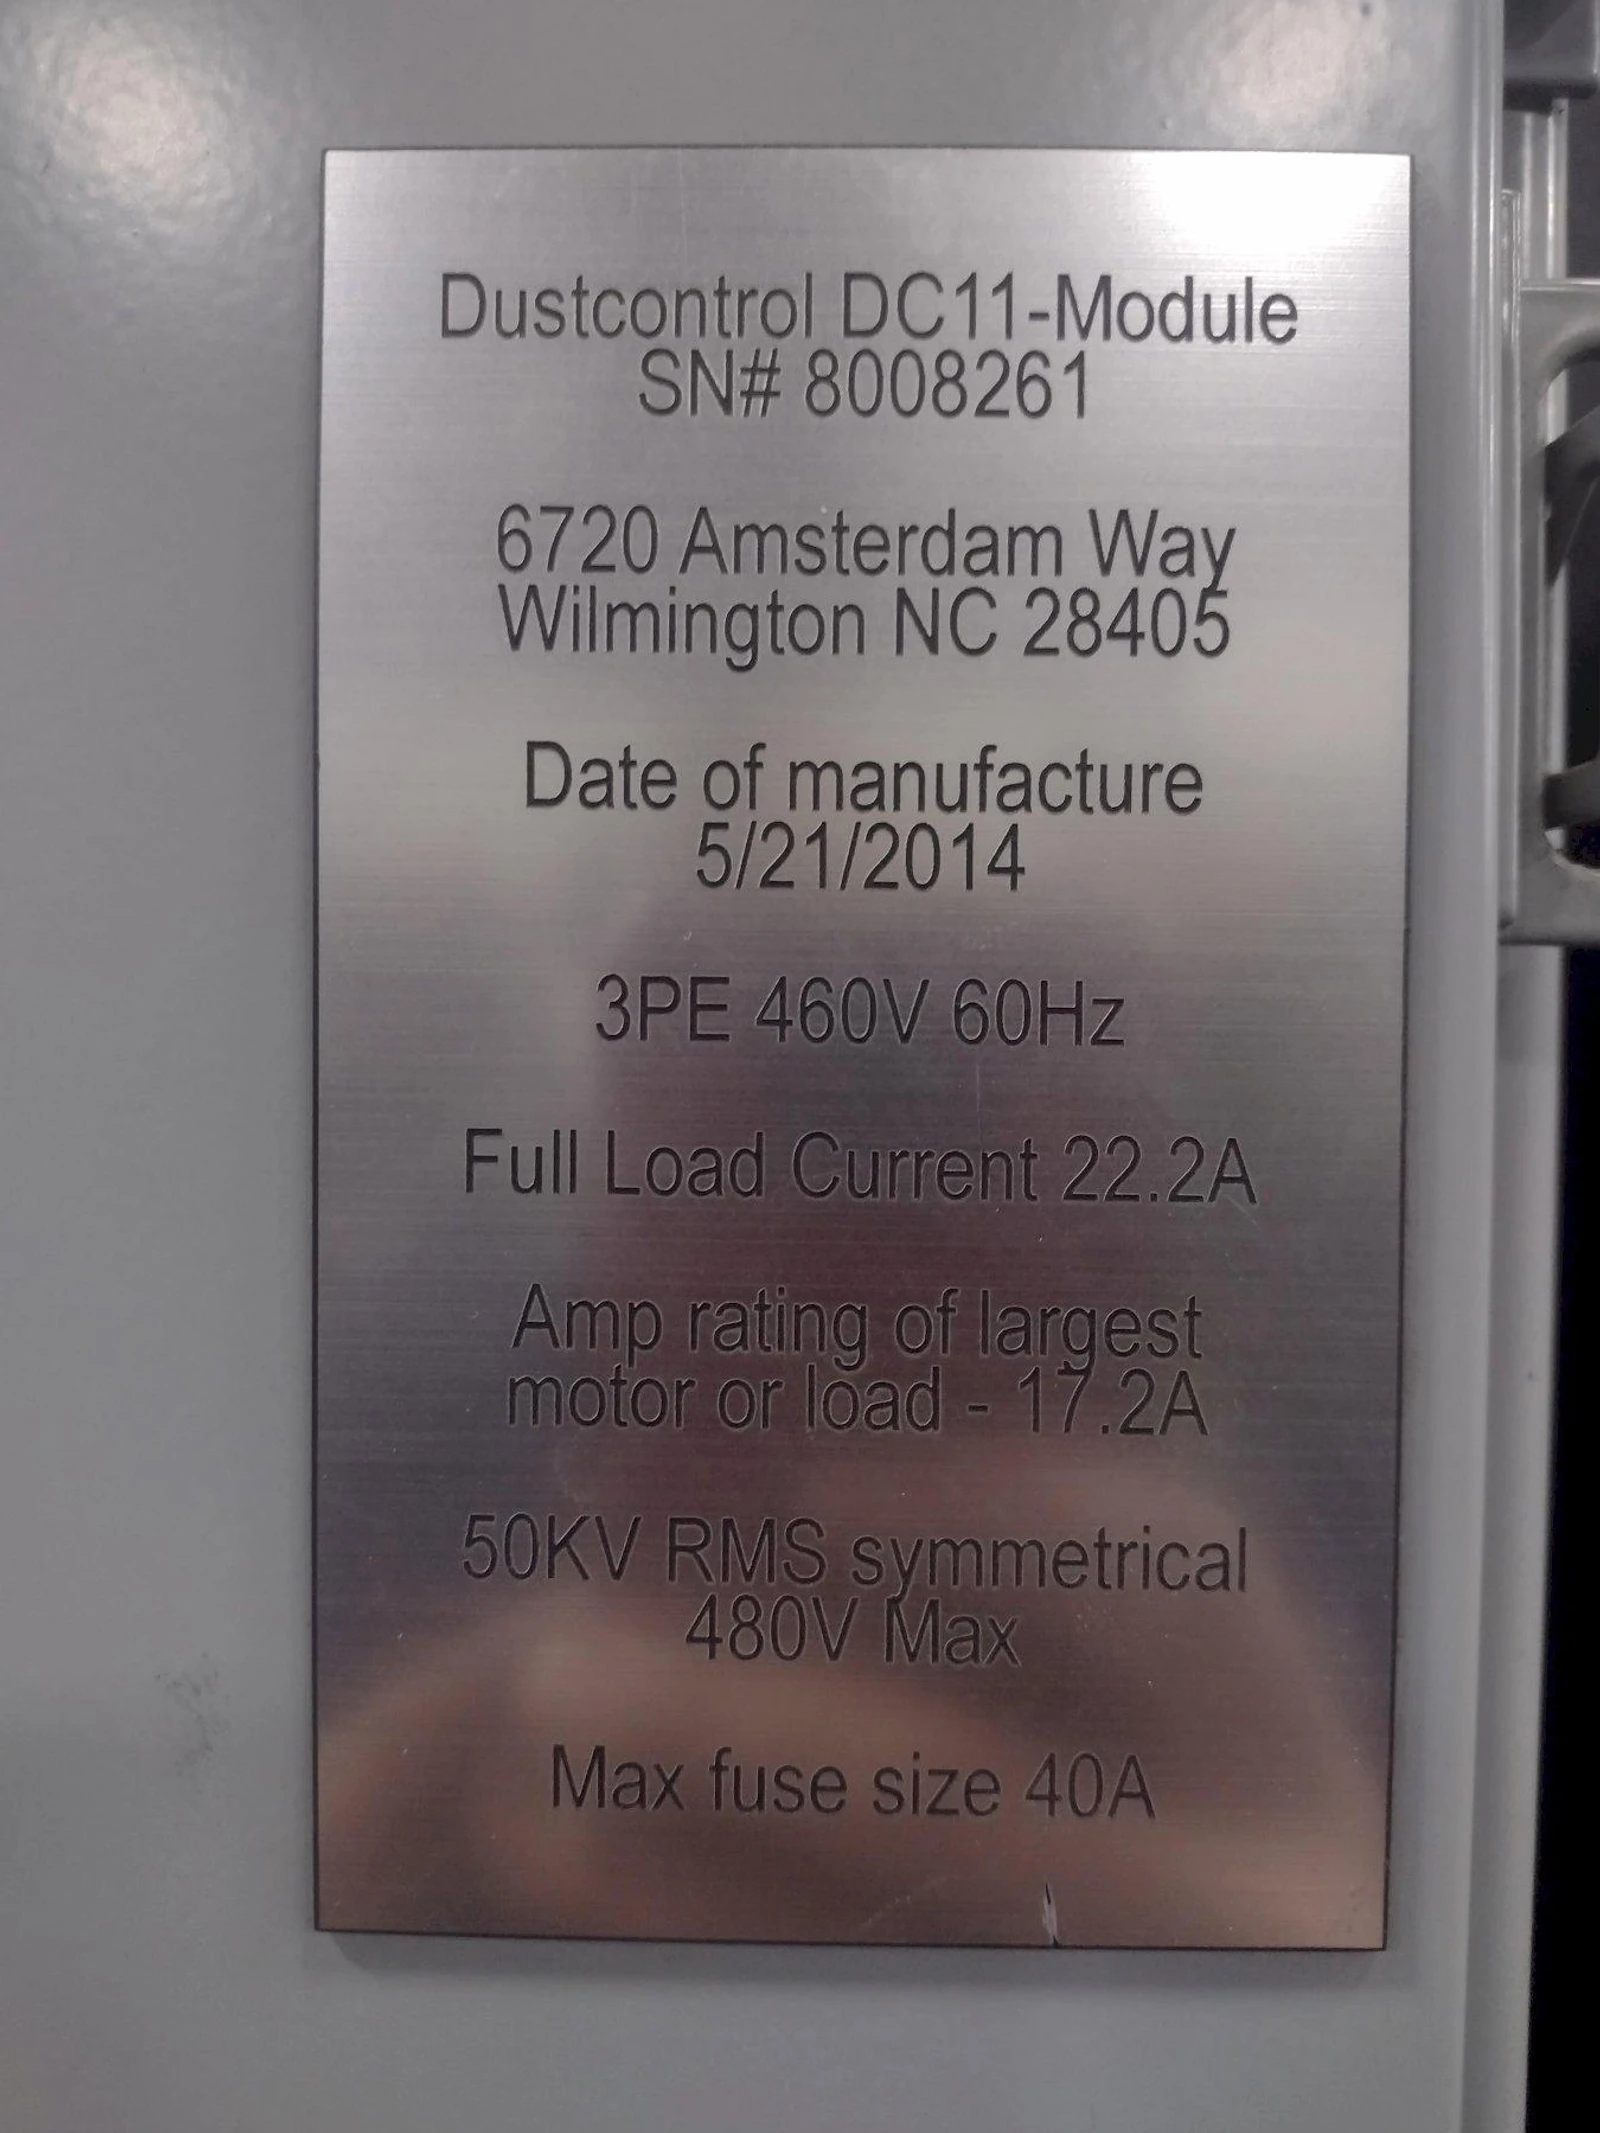 Dustcontrol DC11-Module
SN# 8008261
6720 Amsterdam Way
Wilmington NC 28405
Date of manufacture
5/21/2014
3PE 460V 60Hz
Full Load Current 22.2A
Amp rating of largest
motor or load - 17.2A
50KV RMS symmetrical
480V Max
Max fuse size 40A